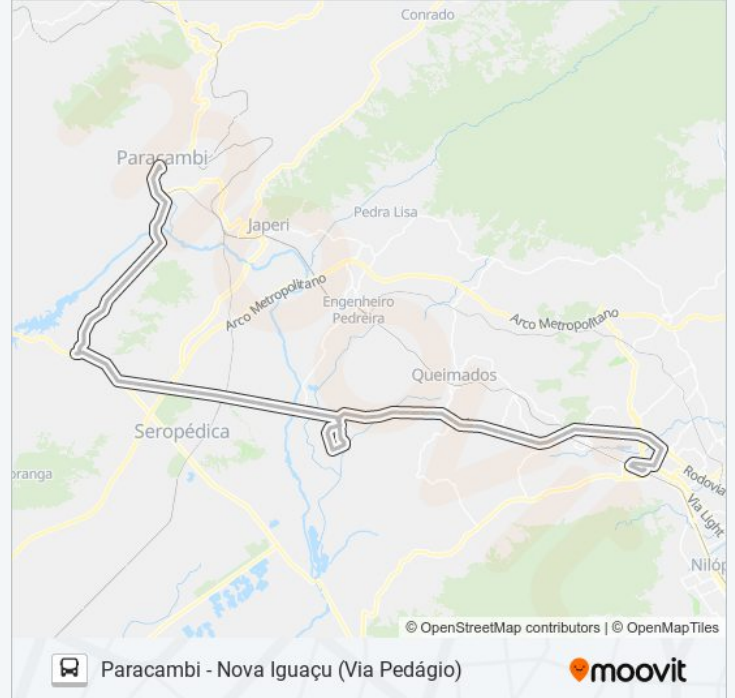 Conrado
Paracambi
Japeri
Pedra Lisa
Arco Metropolitano
Engenheiro
Pedreira
Arco Metropolitano
Queimados
Seropédica
oranga
Rodovia
Via Light
Nilóp
© OpenStreetMap contributors | © OpenMapTiles
Paracambi - Nova Iguaçu (Via Pedágio)
moovit